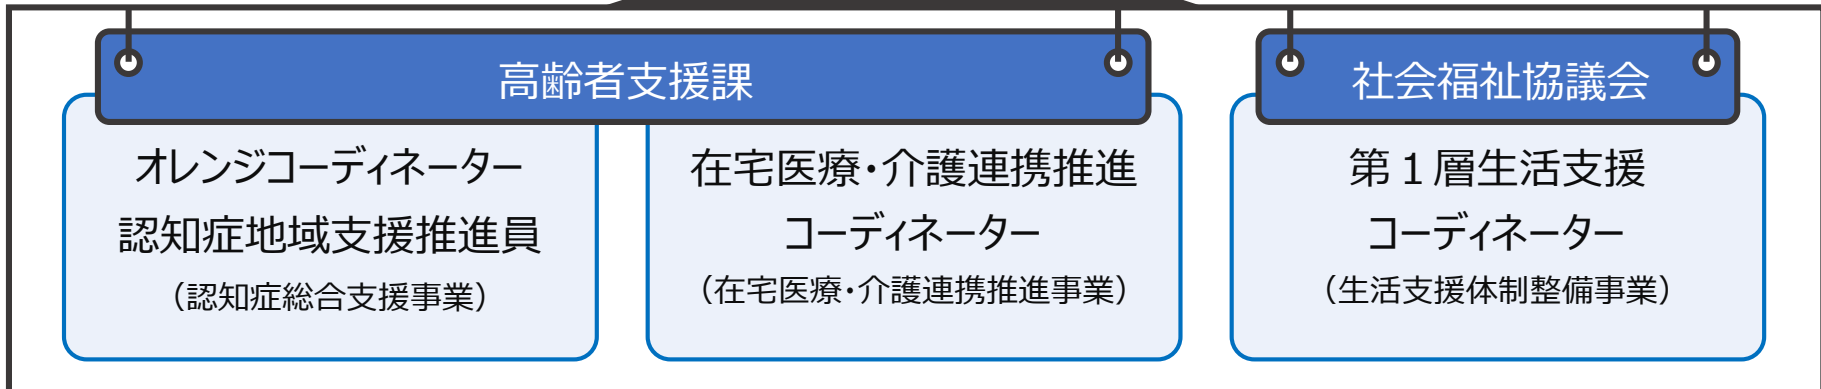 高齢者支援課
オレンジコーディネーター
認知症地域支援推進員
（認知症総合支援事業）
在宅医療・介護連携推進
コーディネーター
（在宅医療・介護連携推進事業）
社会福祉協議会
第１層生活支援
コーディネーター
（生活支援体制整備事業）